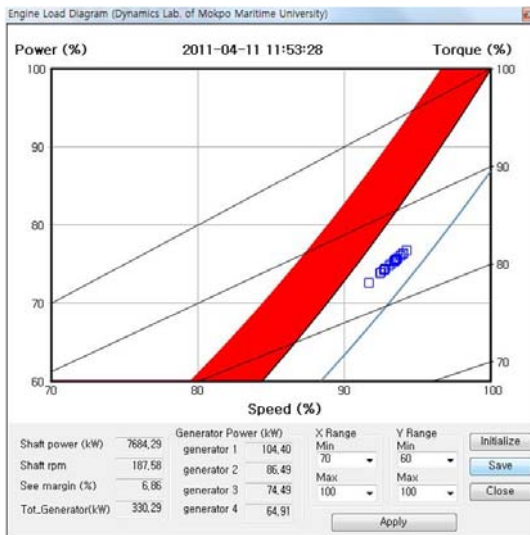 Engine Load Diagram (Dynamics Lab. of Mokpo Maritime University)
Power (%) 2011-04-11 11:53:28 Torque (%)
100 100
90 90
80 80
70 70
60
70 80 90 100
Speed (%)
Shaft power (kW) 7684,29
Shaft rpm 187,58
See margin (%) 6,86
Tot_Generator(kW) 330,29
Generator Power (kW)
generator 1 104,40
generator 2 86,49
generator 3 74,49
generator 4 64,91
X Range
Min
70
Max
100
Y Range
Min
60
Max
100
Apply
Initialize
Save
Close